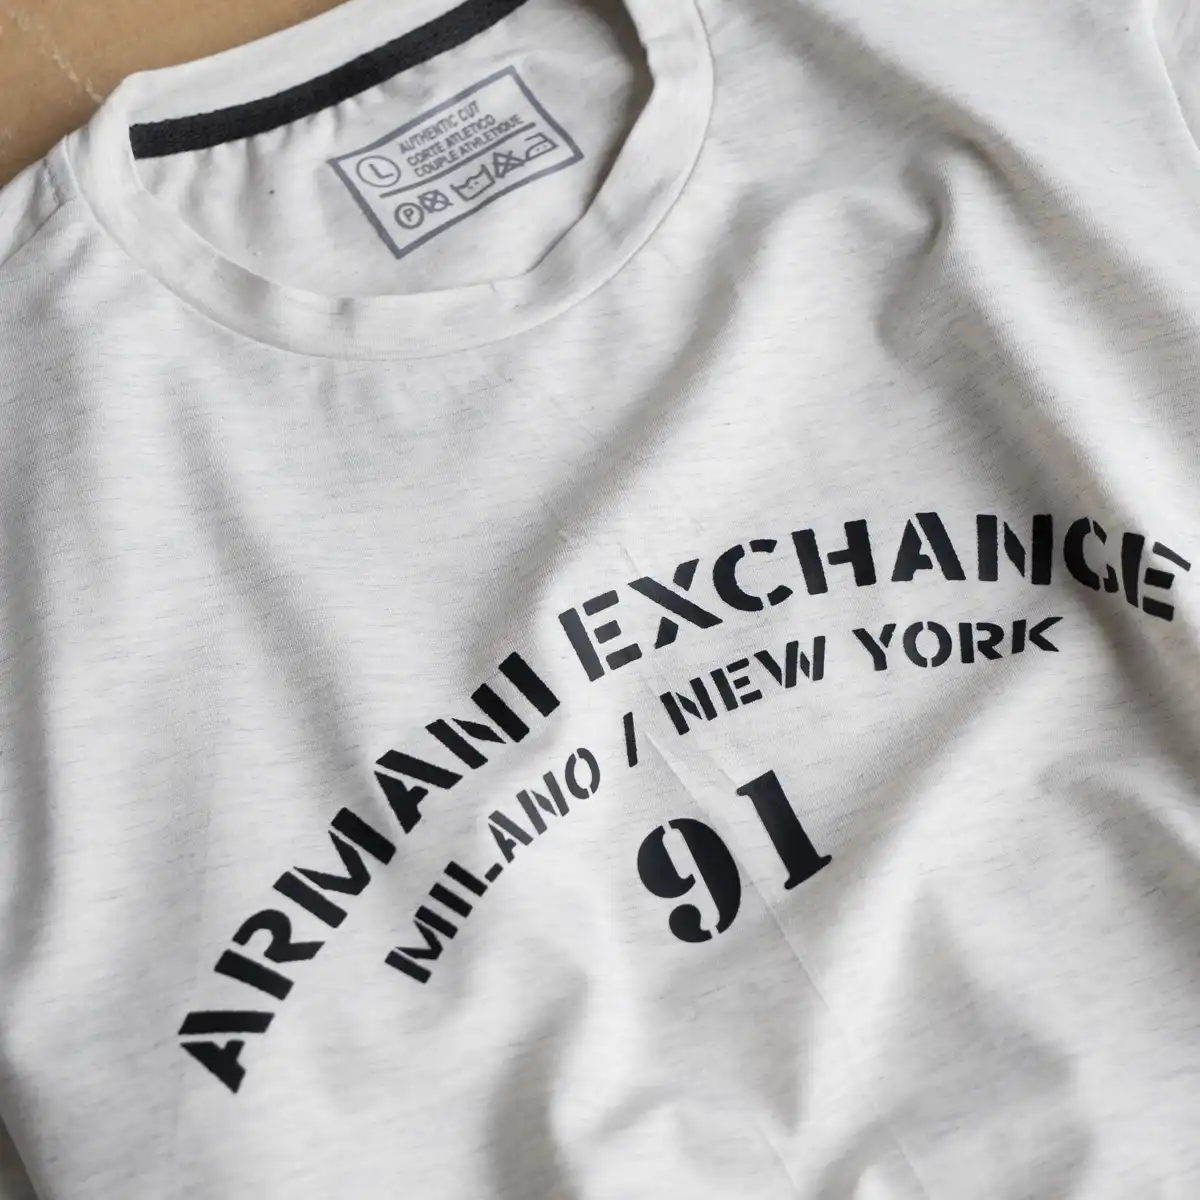 L
AUTHENTIC CUT
CORTE ATLETICO
COUPLE ATHLETIQUE
P
ARMANI EXCHANGE
MILANO / NEW YORK
91